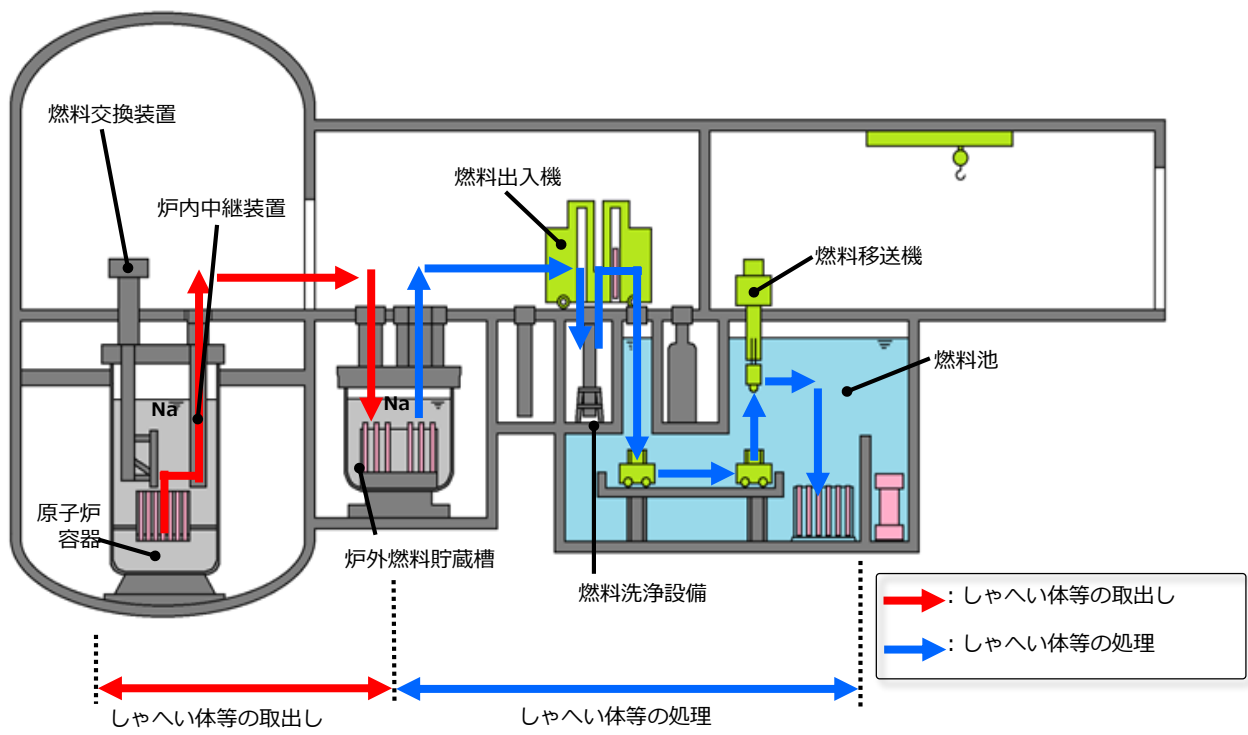 燃料交換装置
炉内中継装置
燃料出入機
燃料移送機
燃料池
Na
Na
原子炉
容器
炉外燃料貯蔵槽
燃料洗浄設備
: しゃへい体等の取出し
: しゃへい体等の処理
しゃへい体等の取出し
しゃへい体等の処理